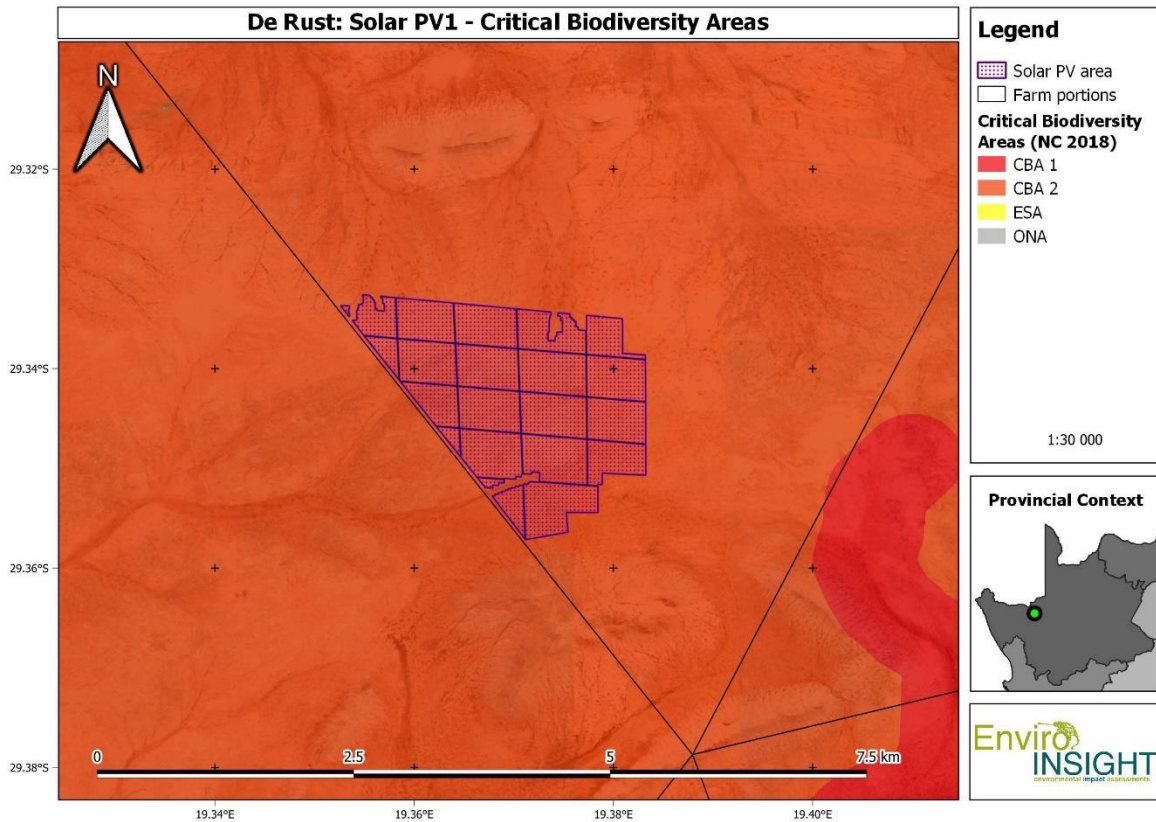 De Rust: Solar PV1 - Critical Biodiversity Areas
N
29.32°S
29.34°S
29.36°S
29.38°S
0
2.5
5
7.5 km
19.34°E
19.36°E
19.38°E
19.40°E
Legend
Solar PV area
Farm portions
Critical Biodiversity
Areas (NC 2018)
CBA 1
CBA 2
ESA
ONA
1:30 000
Provincial Context
Enviro
INSIGHT
environmental impact assessments